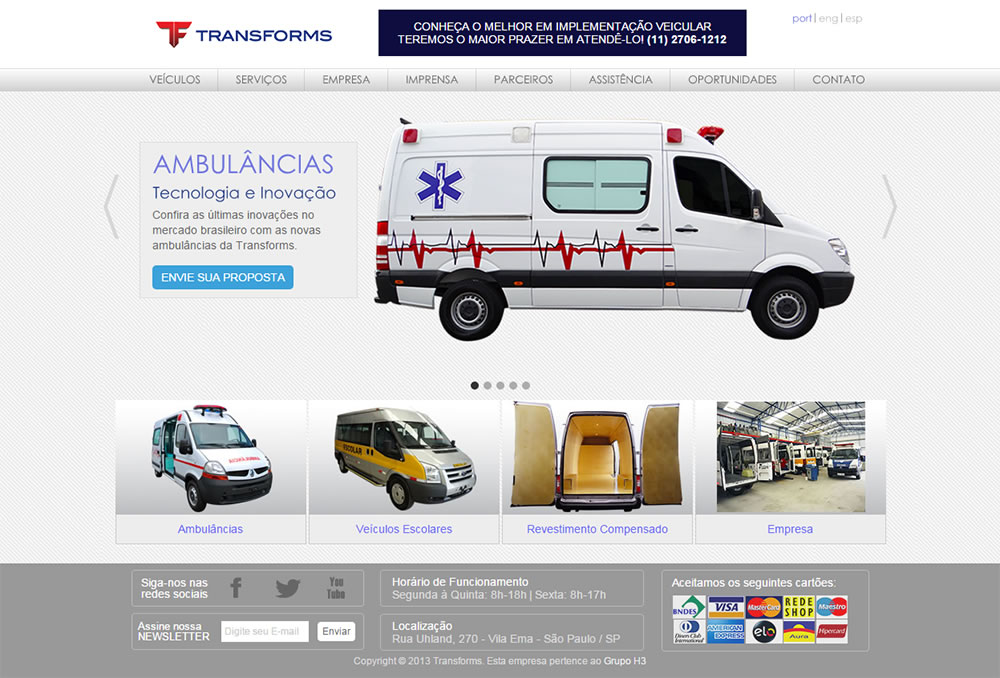 TRANSFORMS
CONHEÇA O MELHOR EM IMPLEMENTAÇÃO VEICULAR
TEREMOS O MAIOR PRAZER EM ATENDÊ-LO! (11) 2706-1212
port | eng | esp
VEÍCULOS SERVIÇOS EMPRESA IMPRENSA PARCEIROS ASSISTÊNCIA OPORTUNIDADES CONTATO
AMBULÂNCIAS
Tecnologia e Inovação
Confira as últimas inovações no
mercado brasileiro com as novas
ambulâncias da Transforms.
ENVIE SUA PROPOSTA
ESCOLAR
Ambulâncias
Veículos Escolares
Revestimento Compensado
Empresa
Siga-nos nas
redes sociais
You
Tube
Assine nossa
NEWSLETTER
Digite seu E-mail
Enviar
Horário de Funcionamento
Segunda à Quinta: 8h-18h | Sexta: 8h-17h
Localização
Rua Uhland, 270 - Vila Ema - São Paulo / SP
Aceitamos os seguintes cartões:
BNDES VISA MasterCard REDE SHOP Maestro
Diners Club International AMERICAN EXPRESS elo Aura Hipercard
Copyright © 2013 Transforms. Esta empresa pertence ao Grupo H3